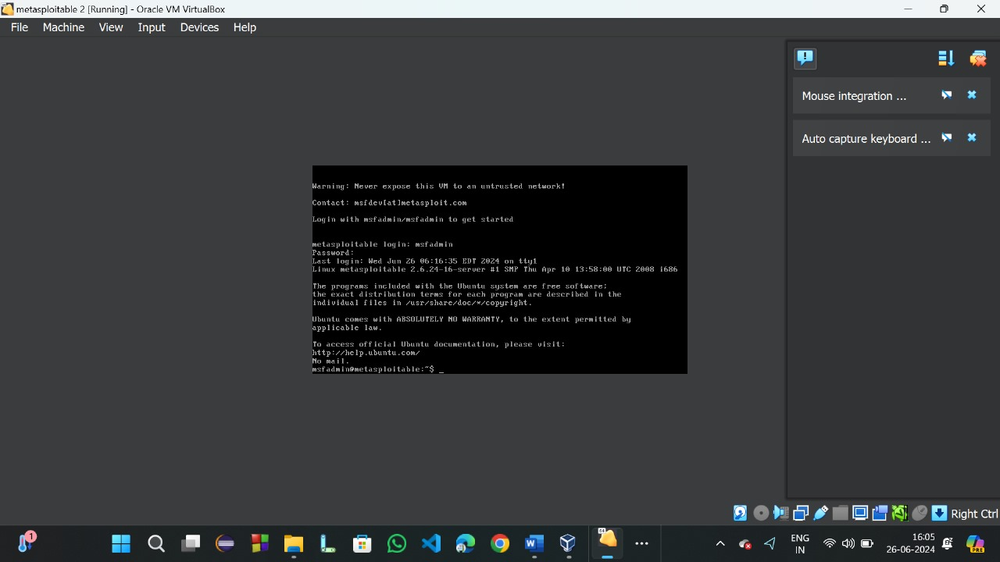 metasploitable 2 [Running] - Oracle VM VirtualBox
File Machine View Input Devices Help
Mouse integration ...
Auto capture keyboard ...
Warning: Never expose this VM to an untrusted network!
Contact: msfdev[at]metasploit.com
Login with msfadmin/msfadmin to get started
metasploitable login: msfadmin
Password:
Last login: Wed Jun 26 06:16:35 EDT 2024 on tty1
Linux metasploitable 2.6.24-16-server #1 SMP Thu Apr 10 13:58:00 UTC 2008 i686
The programs included with the Ubuntu system are free software;
the exact distribution terms for each program are described in the
individual files in /usr/share/doc/*/copyright.
Ubuntu comes with ABSOLUTELY NO WARRANTY, to the extent permitted by
applicable law.
To access official Ubuntu documentation, please visit:
http://help.ubuntu.com/
No mail.
msfadmin@metasploitable:~$ _
Right Ctrl
1
64
ENG
IN
16:05
26-06-2024
PRE